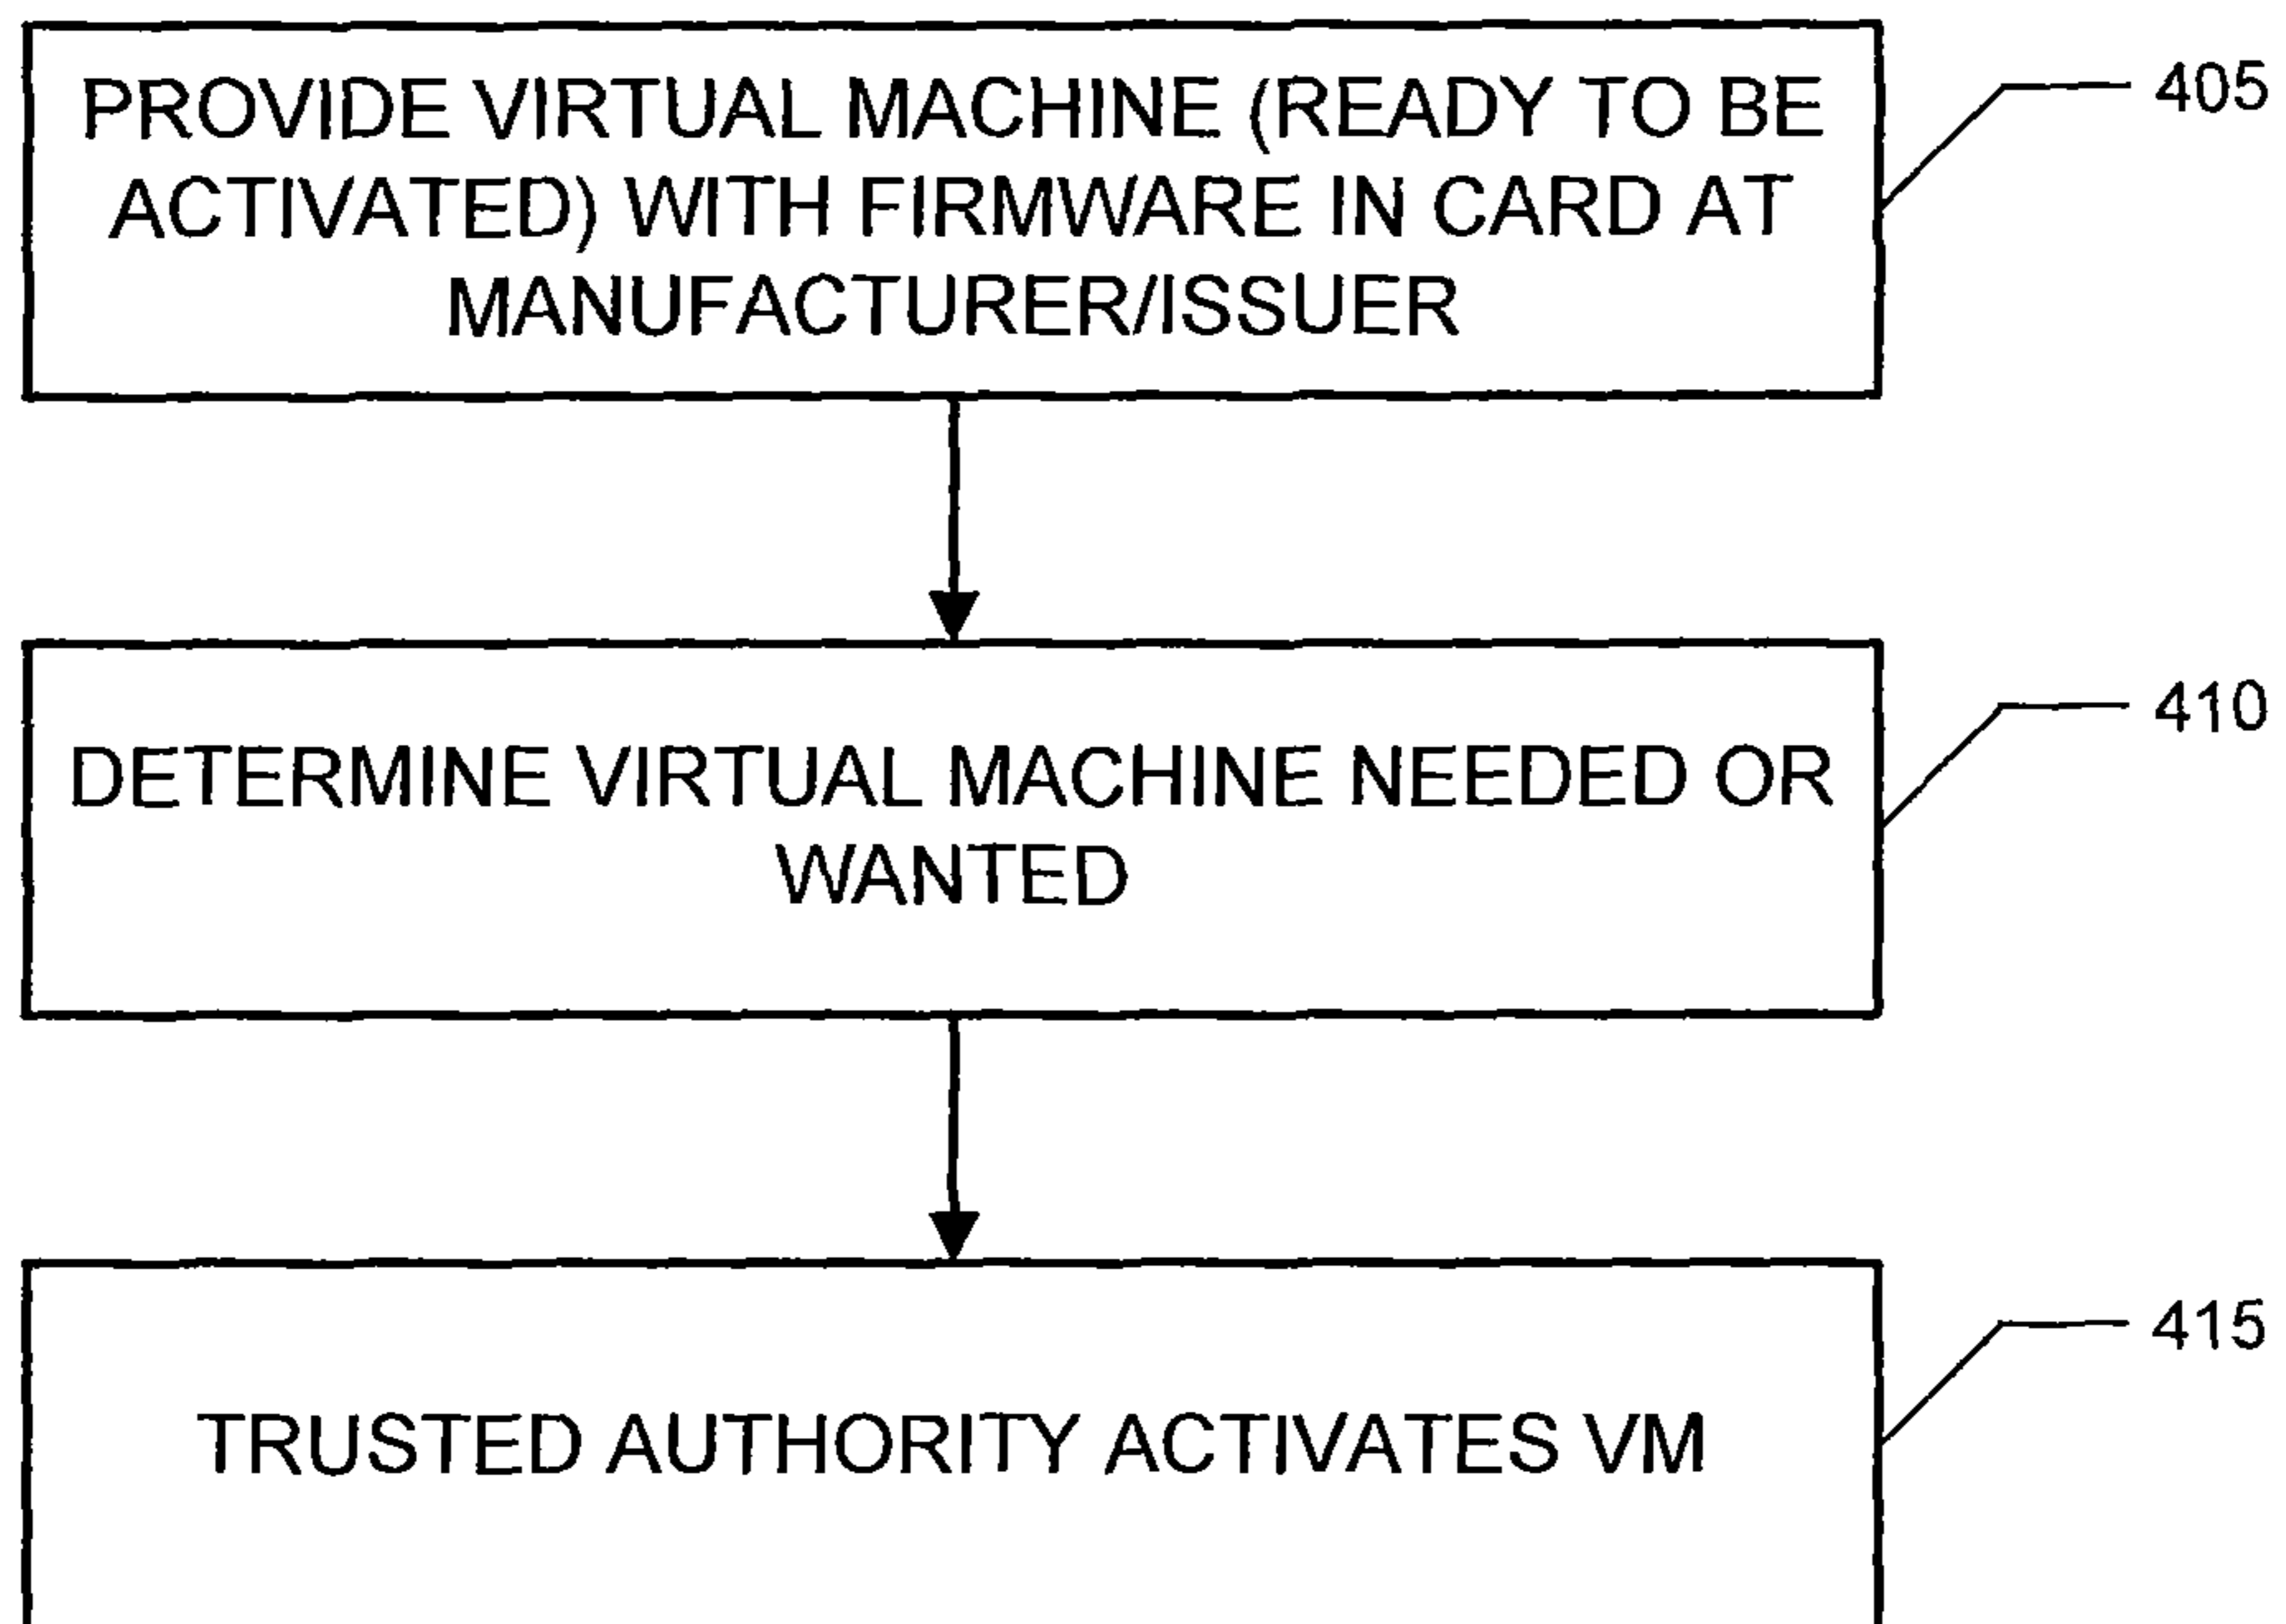 PROVIDE VIRTUAL MACHINE (READY TO BE
ACTIVATED) WITH FIRMWARE IN CARD AT
MANUFACTURER/ISSUER
405
DETERMINE VIRTUAL MACHINE NEEDED OR
WANTED
410
TRUSTED AUTHORITY ACTIVATES VM
415